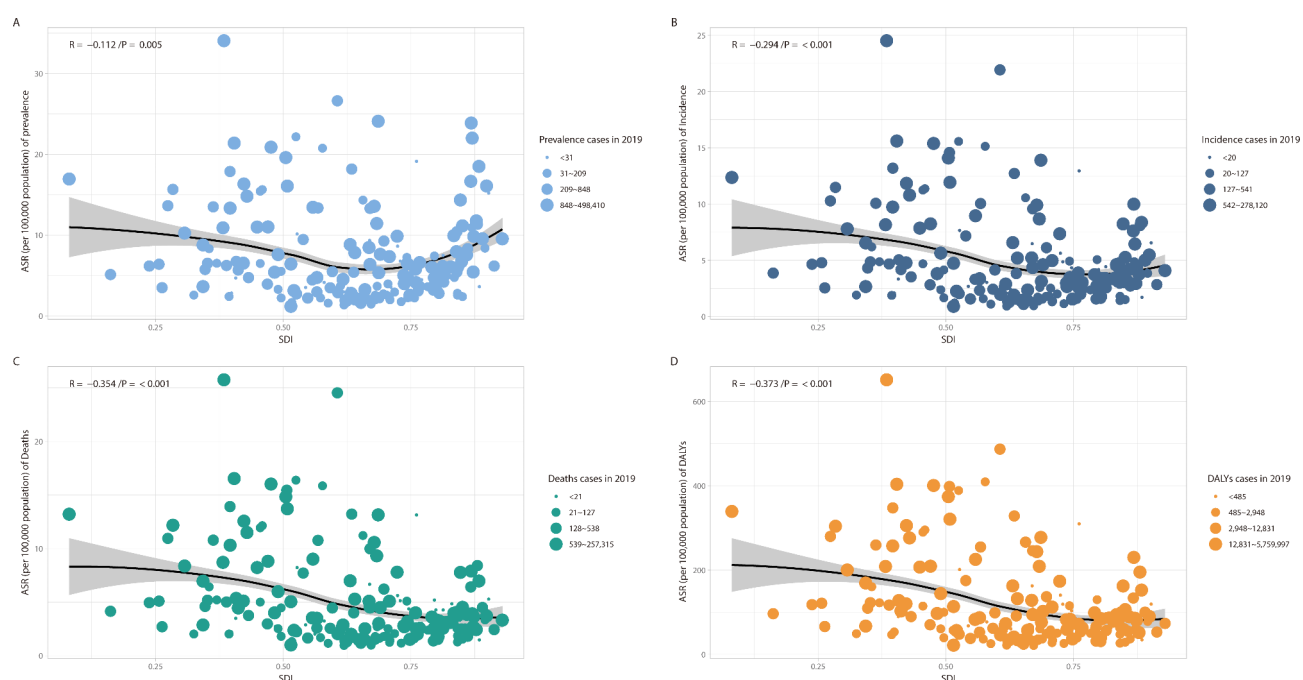 A
R = −0.112 /P = 0.005
ASR (per 100,000 population) of prevalence
30
20
10
0
0.25
0.50
0.75
SDI
Prevalence cases in 2019
<31
31~209
209~848
848~498,410
B
R = −0.294 /P = <0.001
ASR (per 100,000 population) of Incidence
25
20
15
10
5
0
0.25
0.50
0.75
SDI
Incidence cases in 2019
<20
20~127
127~541
542~278,120
C
R = −0.354 /P = <0.001
ASR (per 100,000 population) of Deaths
20
10
0
0.25
0.50
0.75
SDI
Deaths cases in 2019
<21
21~127
128~538
539~257,315
D
R = −0.373 /P = <0.001
ASR (per 100,000 population) of DALYs
600
400
200
0
0.25
0.50
0.75
SDI
DALYs cases in 2019
<485
485~2,948
2,948~12,831
12,831~5,759,997